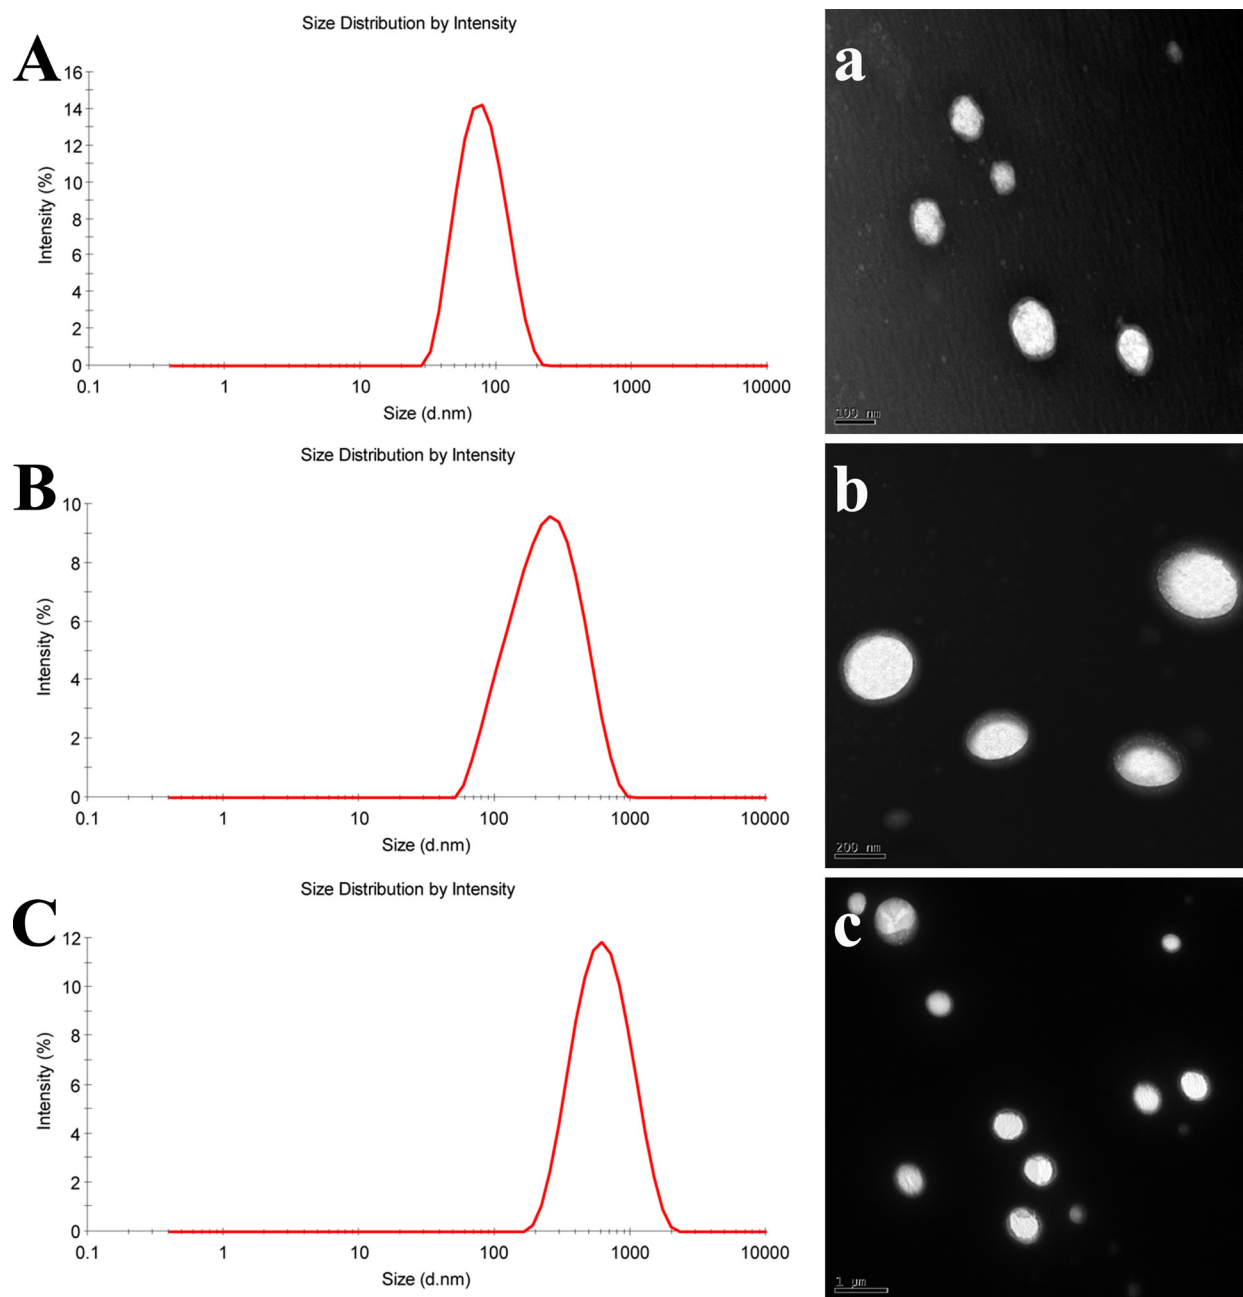 Size Distribution by Intensity
A
16
14
12
10
8
6
4
2
0
Intensity (%)
0.1 1 10 100 1000 10000
Size (d.nm)
a
100 nm
Size Distribution by Intensity
B
10
8
6
4
2
0
Intensity (%)
0.1 1 10 100 1000 10000
Size (d.nm)
b
200 nm
Size Distribution by Intensity
C
12
10
8
6
4
2
0
Intensity (%)
0.1 1 10 100 1000 10000
Size (d.nm)
c
1 μm